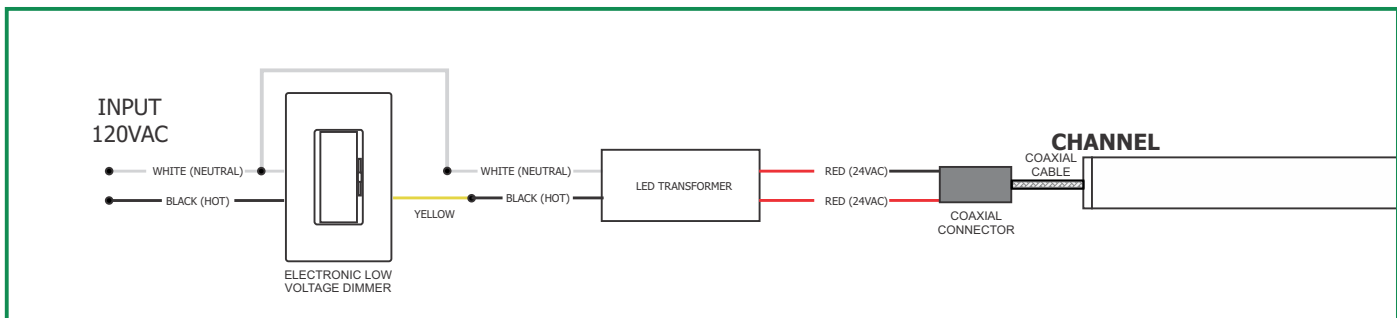 INPUT
120VAC
WHITE (NEUTRAL)
BLACK (HOT)
ELECTRONIC LOW
VOLTAGE DIMMER
YELLOW
WHITE (NEUTRAL)
BLACK (HOT)
LED TRANSFORMER
RED (24VAC)
RED (24VAC)
COAXIAL
CONNECTOR
CHANNEL
COAXIAL
CABLE